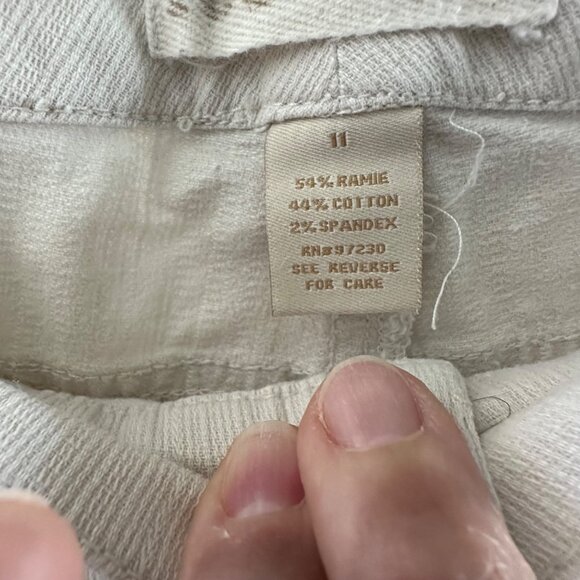 11
54% RAMIE
44% COTTON
2% SPANDEX
RN# 97230
SEE REVERSE
FOR CARE